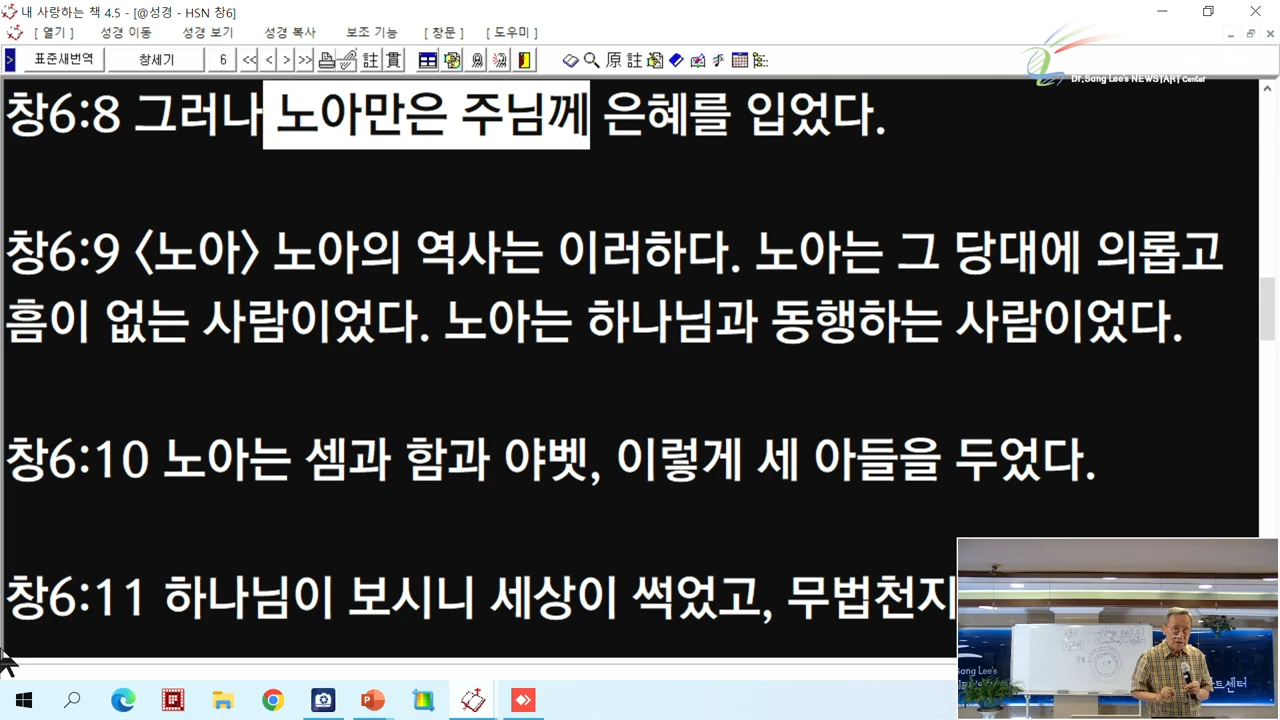 내 사랑하는 책 4.5 - [@성경 - HSN 창6]
[ 열기 ] 성경 이동 성경 보기 성경 복사 보조 기능 [ 창문 ] [ 도우미 ]
표준새번역 창세기 6 << < > >> 註 貫 原 註
Dr.Sang Lee's NEWSTART Center
창6:8 그러나 노아만은 주님께 은혜를 입었다.
창6:9 〈노아〉 노아의 역사는 이러하다. 노아는 그 당대에 의롭고
흠이 없는 사람이었다. 노아는 하나님과 동행하는 사람이었다.
창6:10 노아는 셈과 함과 야벳, 이렇게 세 아들을 두었다.
창6:11 하나님이 보시니 세상이 썩었고, 무법천지
Sang Lee's
트센터